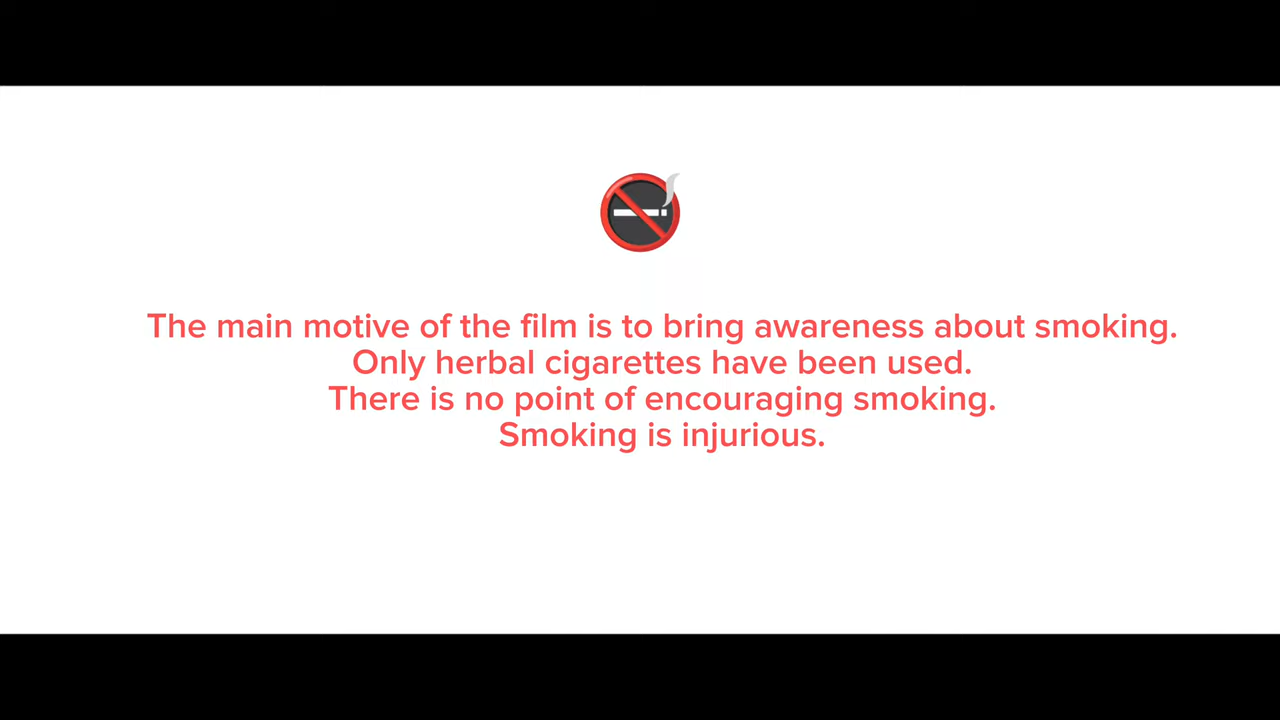 The main motive of the film is to bring awareness about smoking.
Only herbal cigarettes have been used.
There is no point of encouraging smoking.
Smoking is injurious.